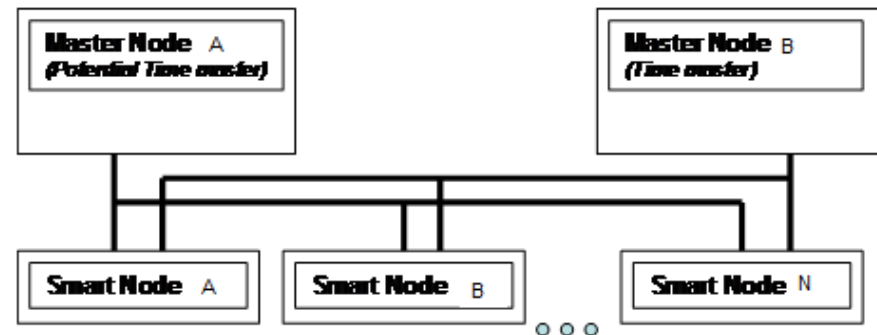 Master Node A
(Potential Time master)
Master Node B
(Time master)
Smart Node A
Smart Node B
Smart Node N